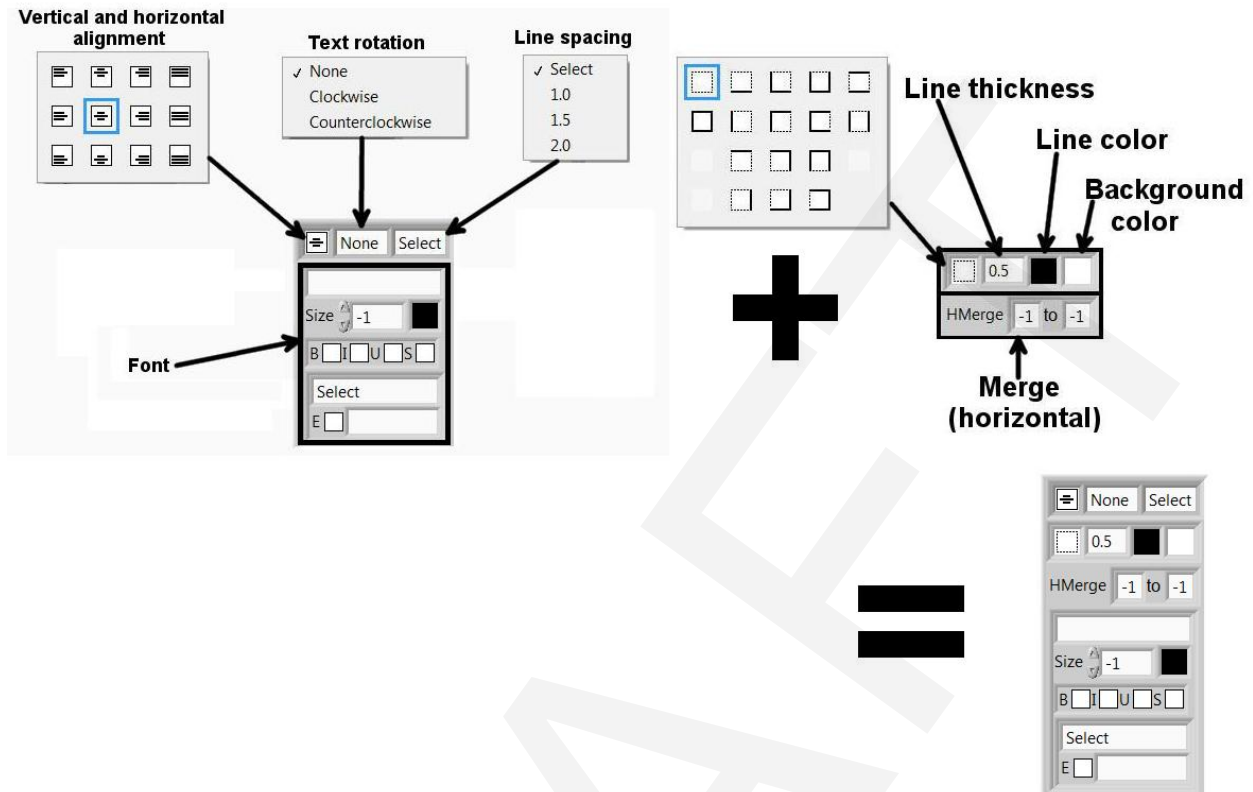 Vertical and horizontal
alignment
Text rotation
✓ None
Clockwise
Counterclockwise
Line spacing
✓ Select
1.0
1.5
2.0
None Select
Size -1
B I U S
Select
E
Font
Line thickness
Line color
Background
color
0.5
HMerge -1 to -1
Merge
(horizontal)
None Select
0.5
HMerge -1 to -1
Size -1
B I U S
Select
E